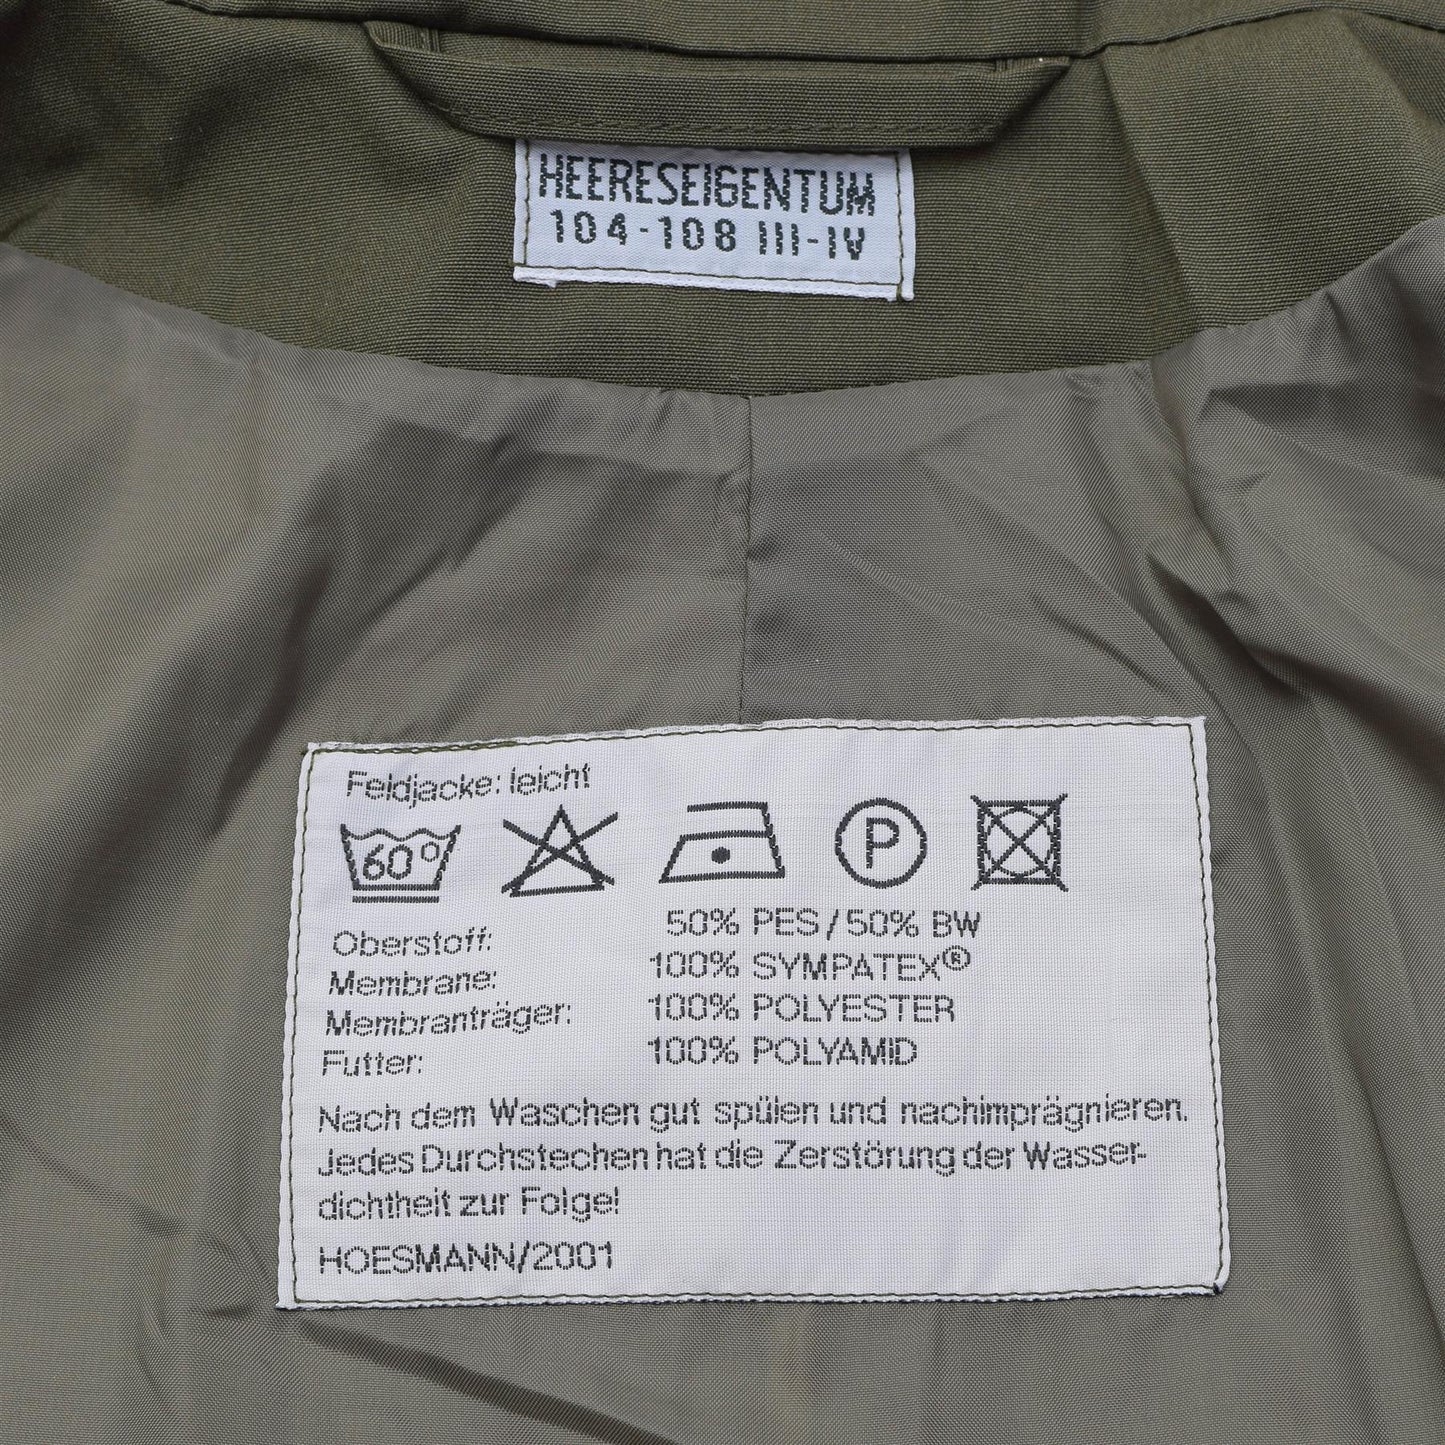 HEERESEIGENTUM
104-108 III-IV
Feldjacke: leicht
60° P
Oberstoff: 50% PES/50% BW
Membrane: 100% SYMPATEX®
Membranträger: 100% POLYESTER
Futter: 100% POLYAMID
Nach dem Waschen gut spülen und nachimprägnieren.
Jedes Durchstechen hat die Zerstörung der Wasser-
dichtheit zur Folge!
HOESMANN/2001